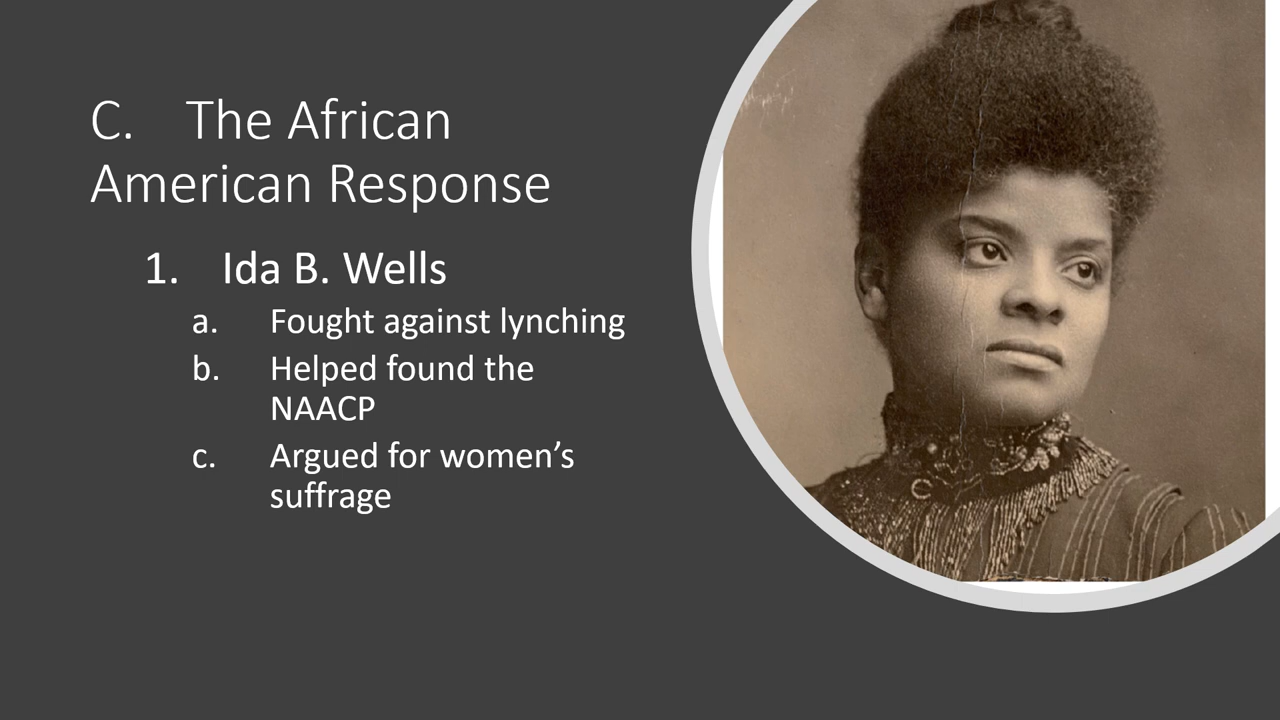 C. The African
American Response
1. Ida B. Wells
a. Fought against lynching
b. Helped found the
NAACP
c. Argued for women’s
suffrage